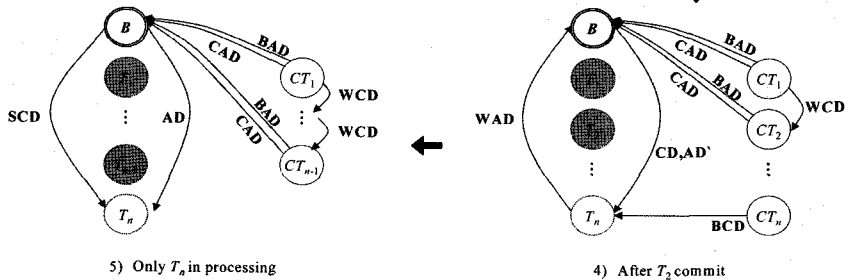 B
BAD
CAD
CT₁
WCD
SCD
⋮
AD
BAD
CAD
⋮
WCD
CTₙ₋₁
Tₙ
5) Only Tₙ in processing
B
BAD
CAD
CT₁
WCD
BAD
CAD
CT₂
WAD
⋮
CD,AD`
⋮
Tₙ
BCD
CTₙ
4) After T₂ commit